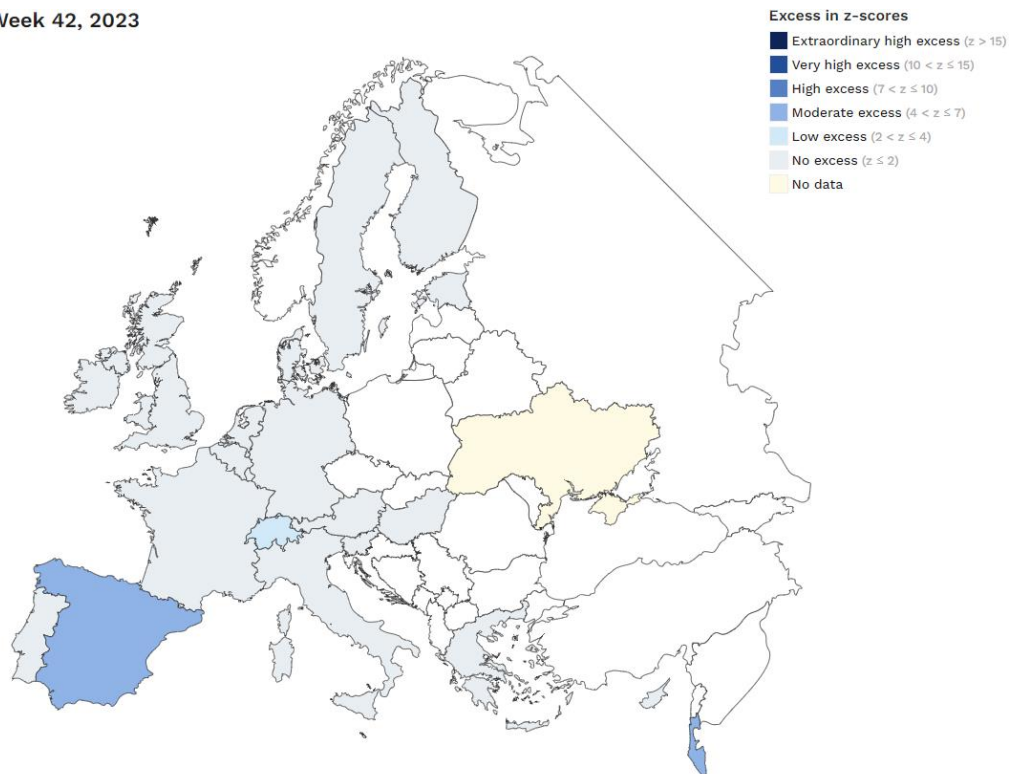 Week 42, 2023
Excess in z-scores
Extraordinary high excess (z > 15)
Very high excess (10 < z ≤ 15)
High excess (7 < z ≤ 10)
Moderate excess (4 < z ≤ 7)
Low excess (2 < z ≤ 4)
No excess (z ≤ 2)
No data